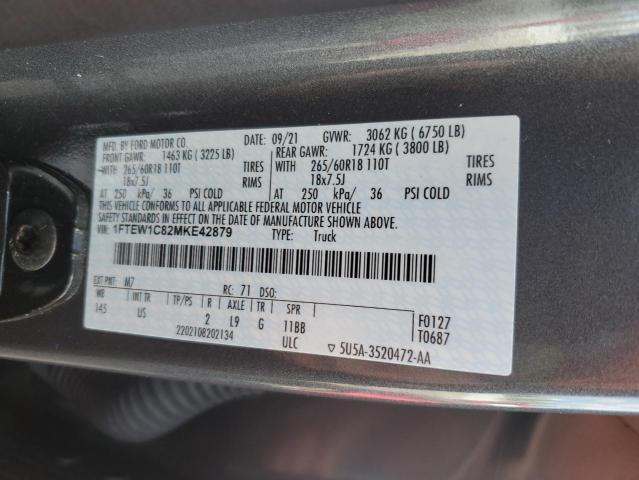 MFD. BY FORD MOTOR CO. DATE: 09/21 GVWR: 3062 KG ( 6750 LB)
FRONT GAWR: 1463 KG ( 3225 LB) REAR GAWR: 1724 KG ( 3800 LB)
WITH 265/60R18 110T TIRES WITH 265/60R18 110T TIRES
18x7.5J RIMS 18x7.5J RIMS
AT 250 kPa/ 36 PSI COLD AT 250 kPa/ 36 PSI COLD
THIS VEHICLE CONFORMS TO ALL APPLICABLE FEDERAL MOTOR VEHICLE
SAFETY STANDARDS IN EFFECT ON THE DATE OF MANUFACTURE SHOWN ABOVE.
VIN: 1FTEW1C82MKE42879 TYPE: Truck
EXT PNT: M7 RC: 71 DSO:
WB INT TR TP/PS R AXLE TR SPR
145 US 2 L9 G 11BB F0127
2202108202134 ULC T0687
▽ 5U5A-3520472-AA